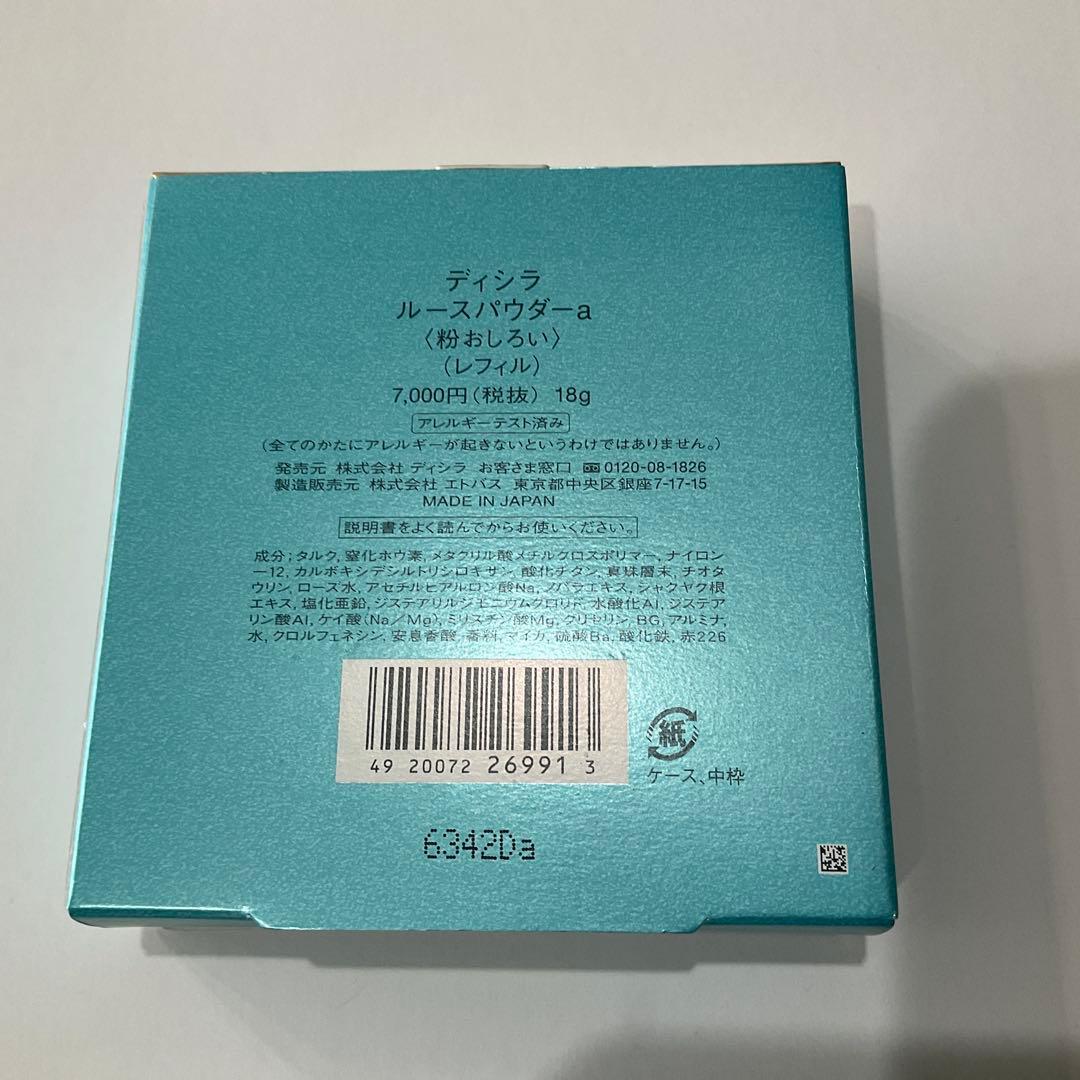 ディシラ
ルースパウダーa
〈粉おしろい〉
(レフィル)
7,000円(税抜) 18g
アレルギーテスト済み
(全てのかたにアレルギーが起きないというわけではありません。)
発売元 株式会社 ディシラ お客さま窓口 0120-08-1826
製造販売元 株式会社 エトバス 東京都中央区銀座7-17-15
MADE IN JAPAN
説明書をよく読んでからお使いください。
成分;タルク, 窒化ホウ素, メタクリル酸メチルクロスポリマー, ナイロン
―12, カルボキシデシルトリシロキサン, 酸化チタン, 真珠層末, チオタ
ウリン, ローズ水, アセチルヒアルロン酸Na, ノバラエキス, シャクヤク根
エキス, 塩化亜鉛, ジステアリルジモニウムクロリド, 水酸化Al, ジステア
リン酸Al, ケイ酸(Na/Mg), ミリスチン酸Mg, グリセリン, BG, アルミナ,
水, クロルフェネシン, 安息香酸, 香料, マイカ, 硫酸Ba, 酸化鉄, 赤226
49 20072 26991 3
紙
ケース、中枠
6342Da